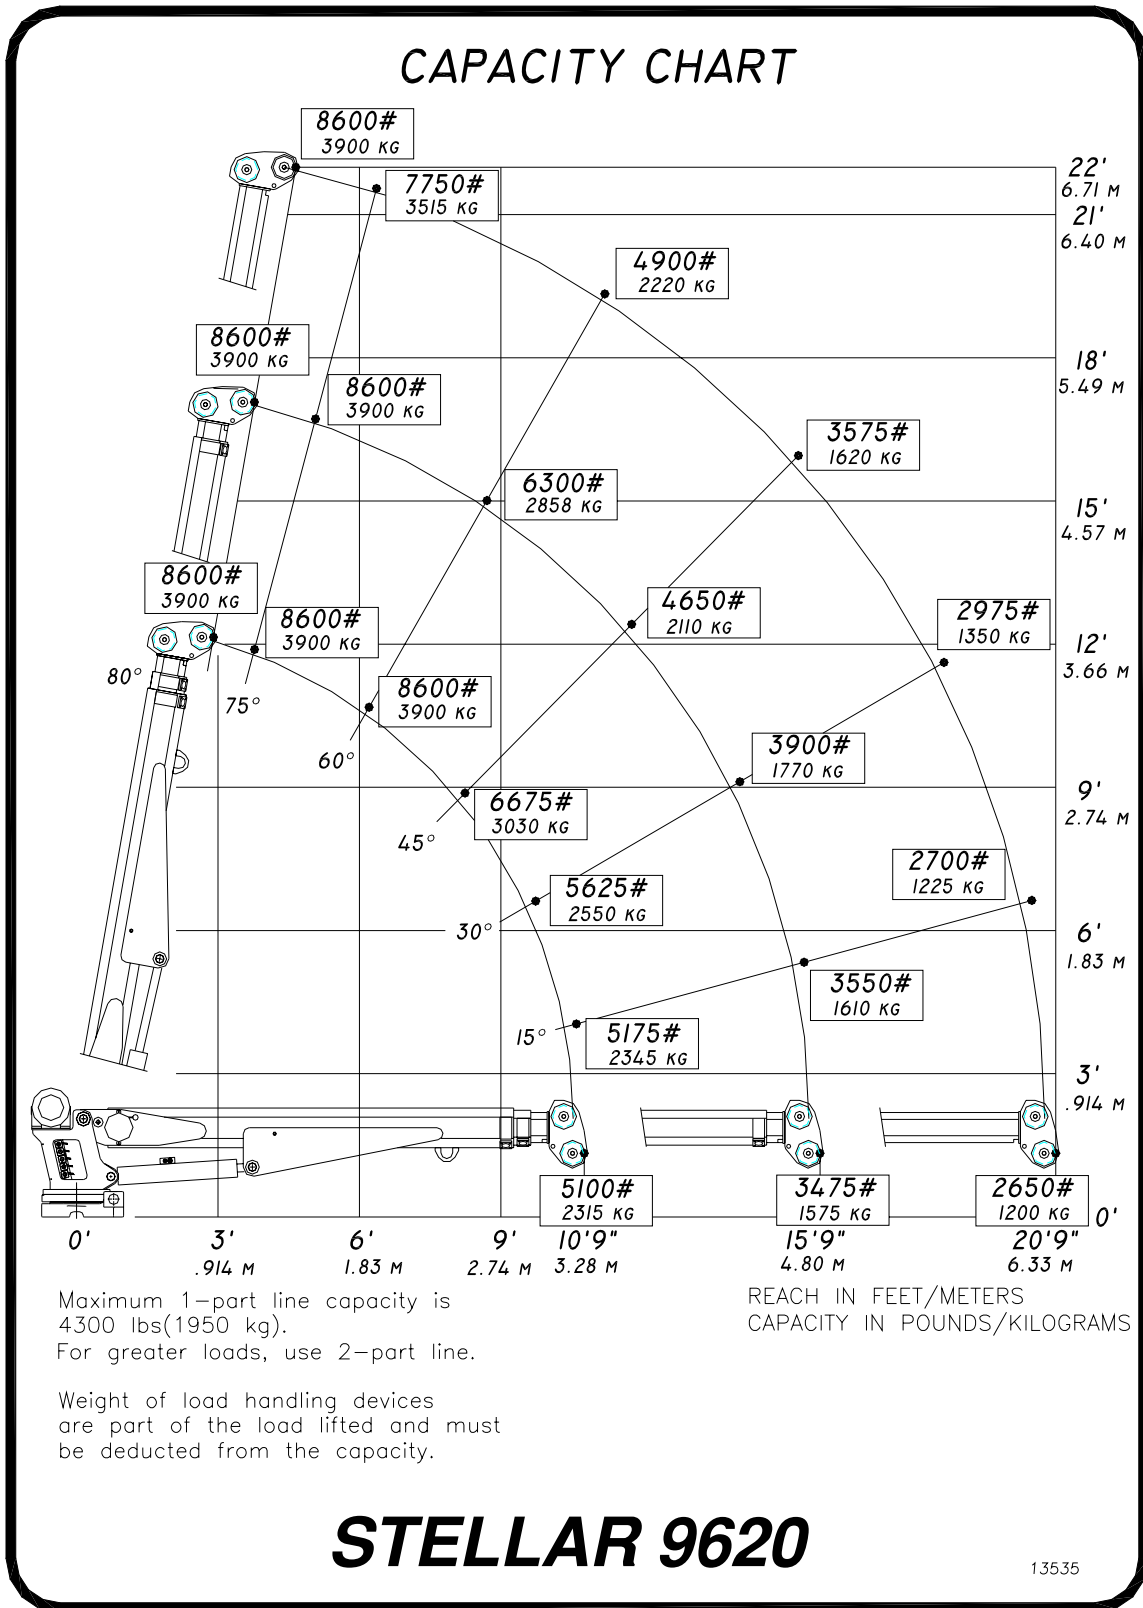 CAPACITY CHART
8600#
3900 KG
7750#
3515 KG
22'
6.71 M
21'
6.40 M
4900#
2220 KG
8600#
3900 KG
18'
5.49 M
8600#
3900 KG
3575#
1620 KG
6300#
2858 KG
15'
4.57 M
8600#
3900 KG
8600#
3900 KG
4650#
2110 KG
2975#
1350 KG
12'
3.66 M
80°
75°
8600#
3900 KG
60°
3900#
1770 KG
9'
2.74 M
6675#
3030 KG
45°
2700#
1225 KG
5625#
2550 KG
30°
6'
1.83 M
3550#
1610 KG
15°
5175#
2345 KG
3'
.914 M
5100#
2315 KG
3475#
1575 KG
2650#
1200 KG
0'
0'
3'
.914 M
6'
1.83 M
9'
2.74 M
10'9"
3.28 M
15'9"
4.80 M
20'9"
6.33 M
Maximum 1-part line capacity is
4300 lbs(1950 kg).
For greater loads, use 2-part line.
REACH IN FEET/METERS
CAPACITY IN POUNDS/KILOGRAMS
Weight of load handling devices
are part of the load lifted and must
be deducted from the capacity.
STELLAR 9620
13535